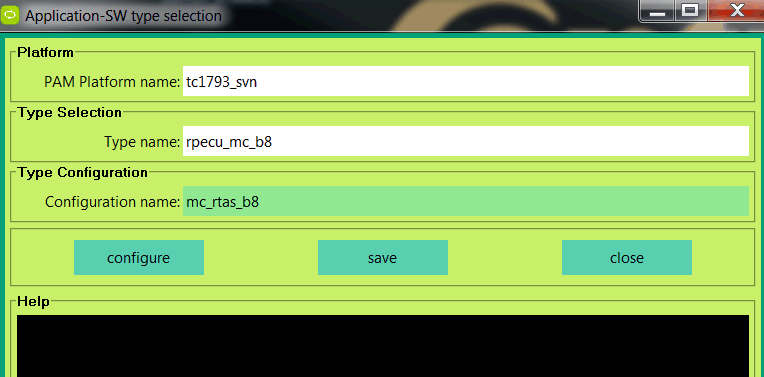 Application-SW type selection
Platform
PAM Platform name: tc1793_svn
Type Selection
Type name: rpecu_mc_b8
Type Configuration
Configuration name: mc_rtas_b8
configure save close
Help